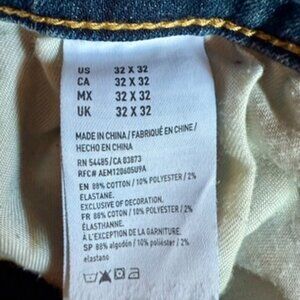 US 32 X 32
CA 32 X 32
MX 32 X 32
UK 32 X 32
MADE IN CHINA / FABRIQUÉ EN CHINE /
HECHO EN CHINA
RN 54485 / CA 03873
RFC# AEM120605U9A
EN 88% COTTON / 10% POLYESTER / 2%
ELASTANE.
EXCLUSIVE OF DECORATION.
FR 88% COTON / 10% POLYESTER / 2%
ELASTHANNE.
À L'EXCEPTION DE LA GARNITURE.
SP 88% algodón / 10% poliéster / 2%
elastano